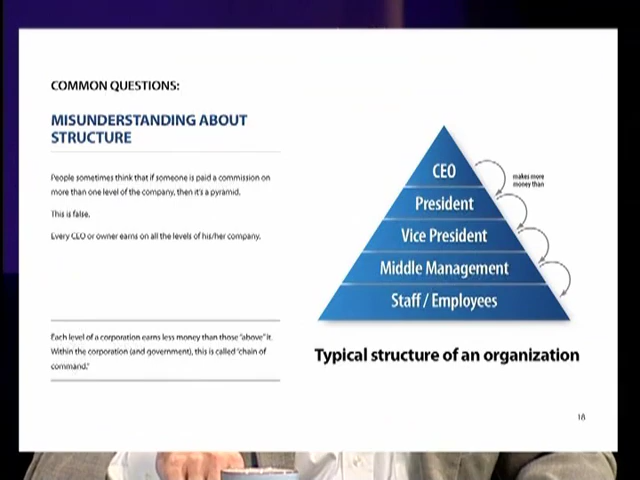 COMMON QUESTIONS:
MISUNDERSTANDING ABOUT
STRUCTURE
People sometimes think that if someone is paid a commission on
more than one level of the company, then it's a pyramid.
This is false.
Every CEO or owner earns on all the levels of his/her company.
Each level of a corporation earns less money than those "above" it.
Within the corporation (and government), this is called "chain of
command."
CEO
President
Vice President
Middle Management
Staff / Employees
makes more
money than
Typical structure of an organization
18